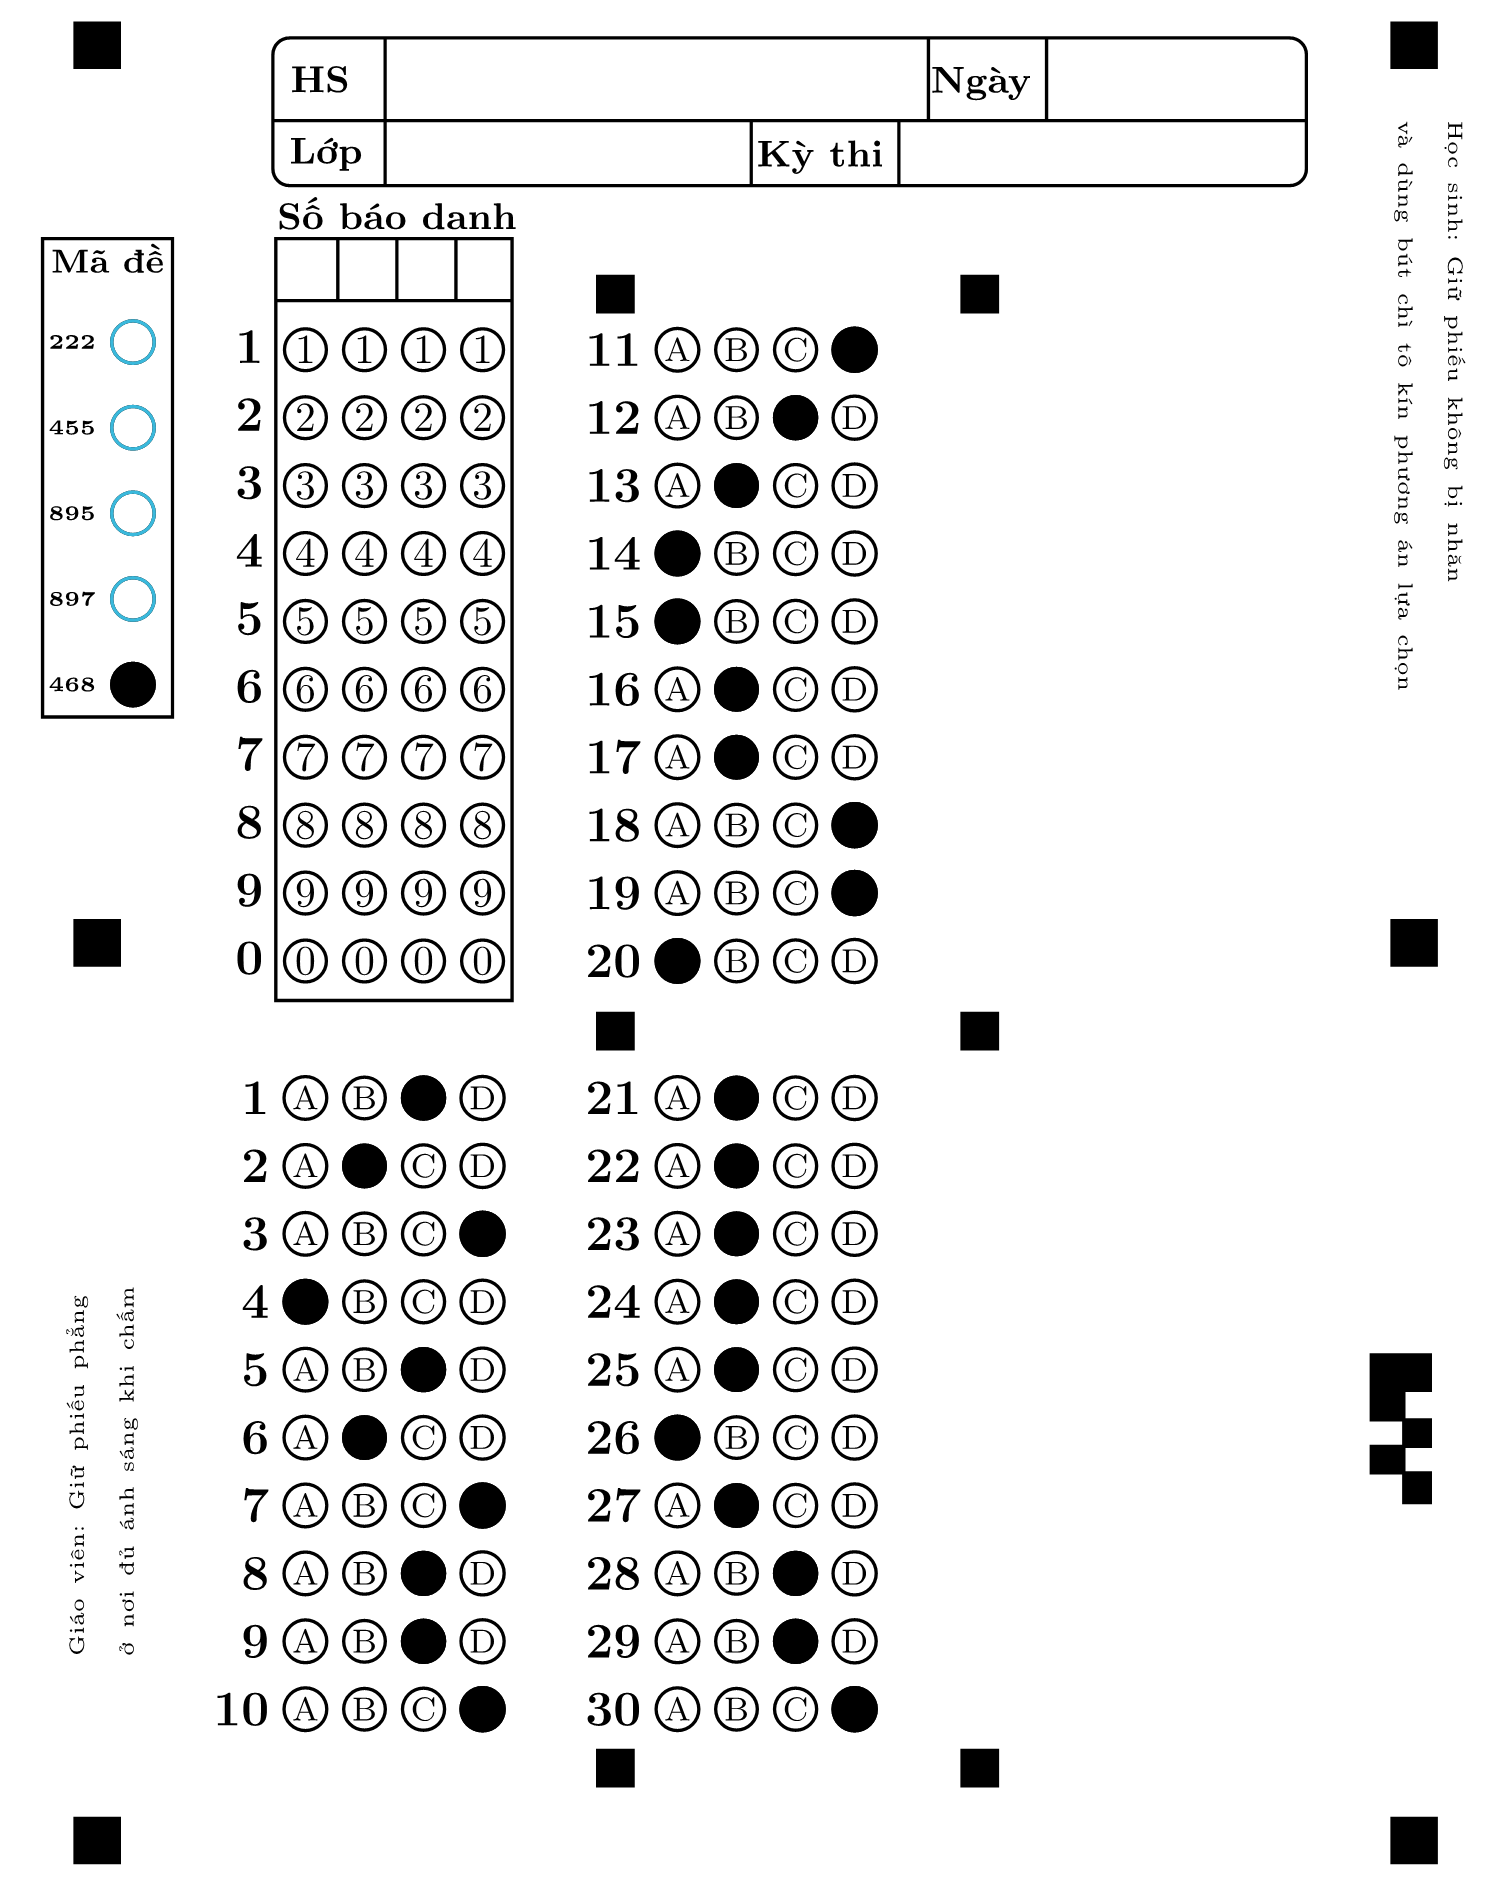 HS
Ngày
Lớp
Kỳ thi
Học sinh: Giữ phiếu không bị nhăn
và dùng bút chì tô kín phương án lựa chọn
Số báo danh
Mã đề
222
455
895
897
468
1 1 1 1 1
2 2 2 2 2
3 3 3 3 3
4 4 4 4 4
5 5 5 5 5
6 6 6 6 6
7 7 7 7 7
8 8 8 8 8
9 9 9 9 9
0 0 0 0 0
11 A B C
12 A B D
13 A C D
14 B C D
15 B C D
16 A C D
17 A C D
18 A B C
19 A B C
20 B C D
1 A B D
2 A C D
3 A B C
4 B C D
5 A B D
6 A C D
7 A B C
8 A B D
9 A B D
10 A B C
21 A C D
22 A C D
23 A C D
24 A C D
25 A C D
26 B C D
27 A C D
28 A B D
29 A B D
30 A B C
Giáo viên: Giữ phiếu phẳng
ở nơi đủ ánh sáng khi chấm